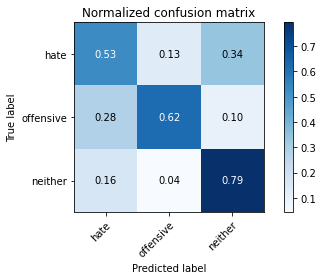 Normalized confusion matrix
True label
hate 0.53 0.13 0.34
offensive 0.28 0.62 0.10
neither 0.16 0.04 0.79
hate offensive neither
Predicted label
0.7
0.6
0.5
0.4
0.3
0.2
0.1